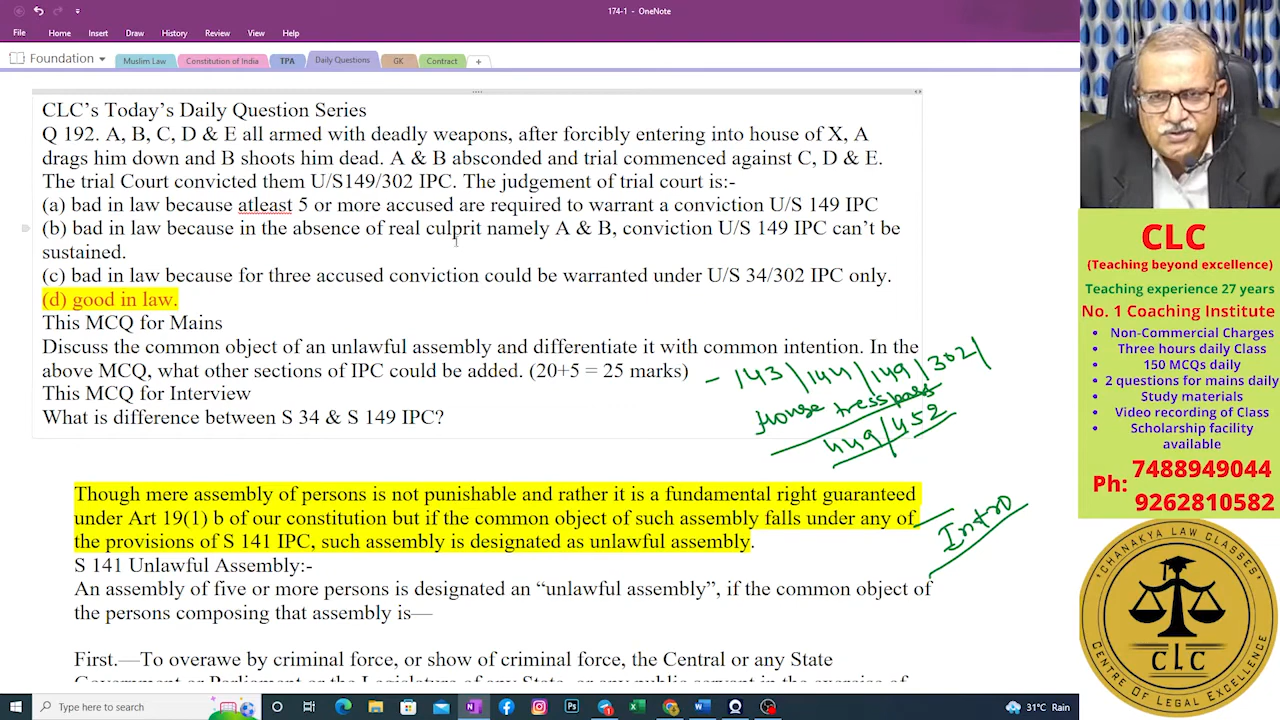 174-1 - OneNote
File Home Insert Draw History Review View Help
Foundation Muslim Law Constitution of India TPA Daily Questions GK Contract +
CLC's Today's Daily Question Series
Q 192. A, B, C, D & E all armed with deadly weapons, after forcibly entering into house of X, A
drags him down and B shoots him dead. A & B absconded and trial commenced against C, D & E.
The trial Court convicted them U/S149/302 IPC. The judgement of trial court is:-
(a) bad in law because atleast 5 or more accused are required to warrant a conviction U/S 149 IPC
(b) bad in law because in the absence of real culprit namely A & B, conviction U/S 149 IPC can't be
sustained.
(c) bad in law because for three accused conviction could be warranted under U/S 34/302 IPC only.
(d) good in law.
This MCQ for Mains
Discuss the common object of an unlawful assembly and differentiate it with common intention. In the
above MCQ, what other sections of IPC could be added. (20+5 = 25 marks)
This MCQ for Interview
What is difference between S 34 & S 149 IPC?
- 143/144/149/302/
House tresspass
449/452
Though mere assembly of persons is not punishable and rather it is a fundamental right guaranteed
under Art 19(1) b of our constitution but if the common object of such assembly falls under any of
the provisions of S 141 IPC, such assembly is designated as unlawful assembly.
Intro
S 141 Unlawful Assembly:-
An assembly of five or more persons is designated an "unlawful assembly", if the common object of
the persons composing that assembly is—
First.—To overawe by criminal force, or show of criminal force, the Central or any State
CLC
(Teaching beyond excellence)
Teaching experience 27 years
No. 1 Coaching Institute
• Non-Commercial Charges
• Three hours daily Class
• 150 MCQs daily
• 2 questions for mains daily
• Study materials
• Video recording of Class
• Scholarship facility
available
Ph: 7488949044
9262810582
"CHANAKYA LAW CLASSES"
CLC
CENTRE OF LEGAL EXCELLENCE
Type here to search
31°C Rain